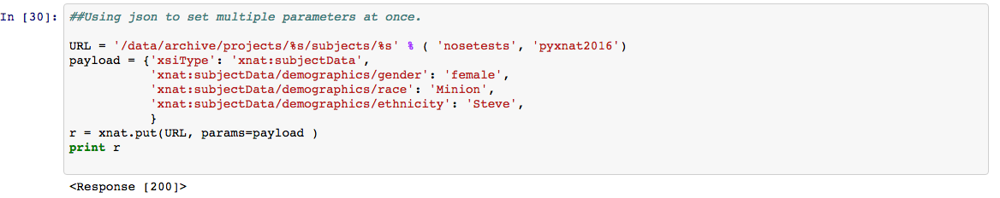 In [30]: ##Using json to set multiple parameters at once.
URL = '/data/archive/projects/%s/subjects/%s' % ( 'nosetests', 'pyxnat2016')
payload = {'xsiType': 'xnat:subjectData',
'xnat:subjectData/demographics/gender': 'female',
'xnat:subjectData/demographics/race': 'Minion',
'xnat:subjectData/demographics/ethnicity': 'Steve',
}
r = xnat.put(URL, params=payload )
print r
<Response [200]>